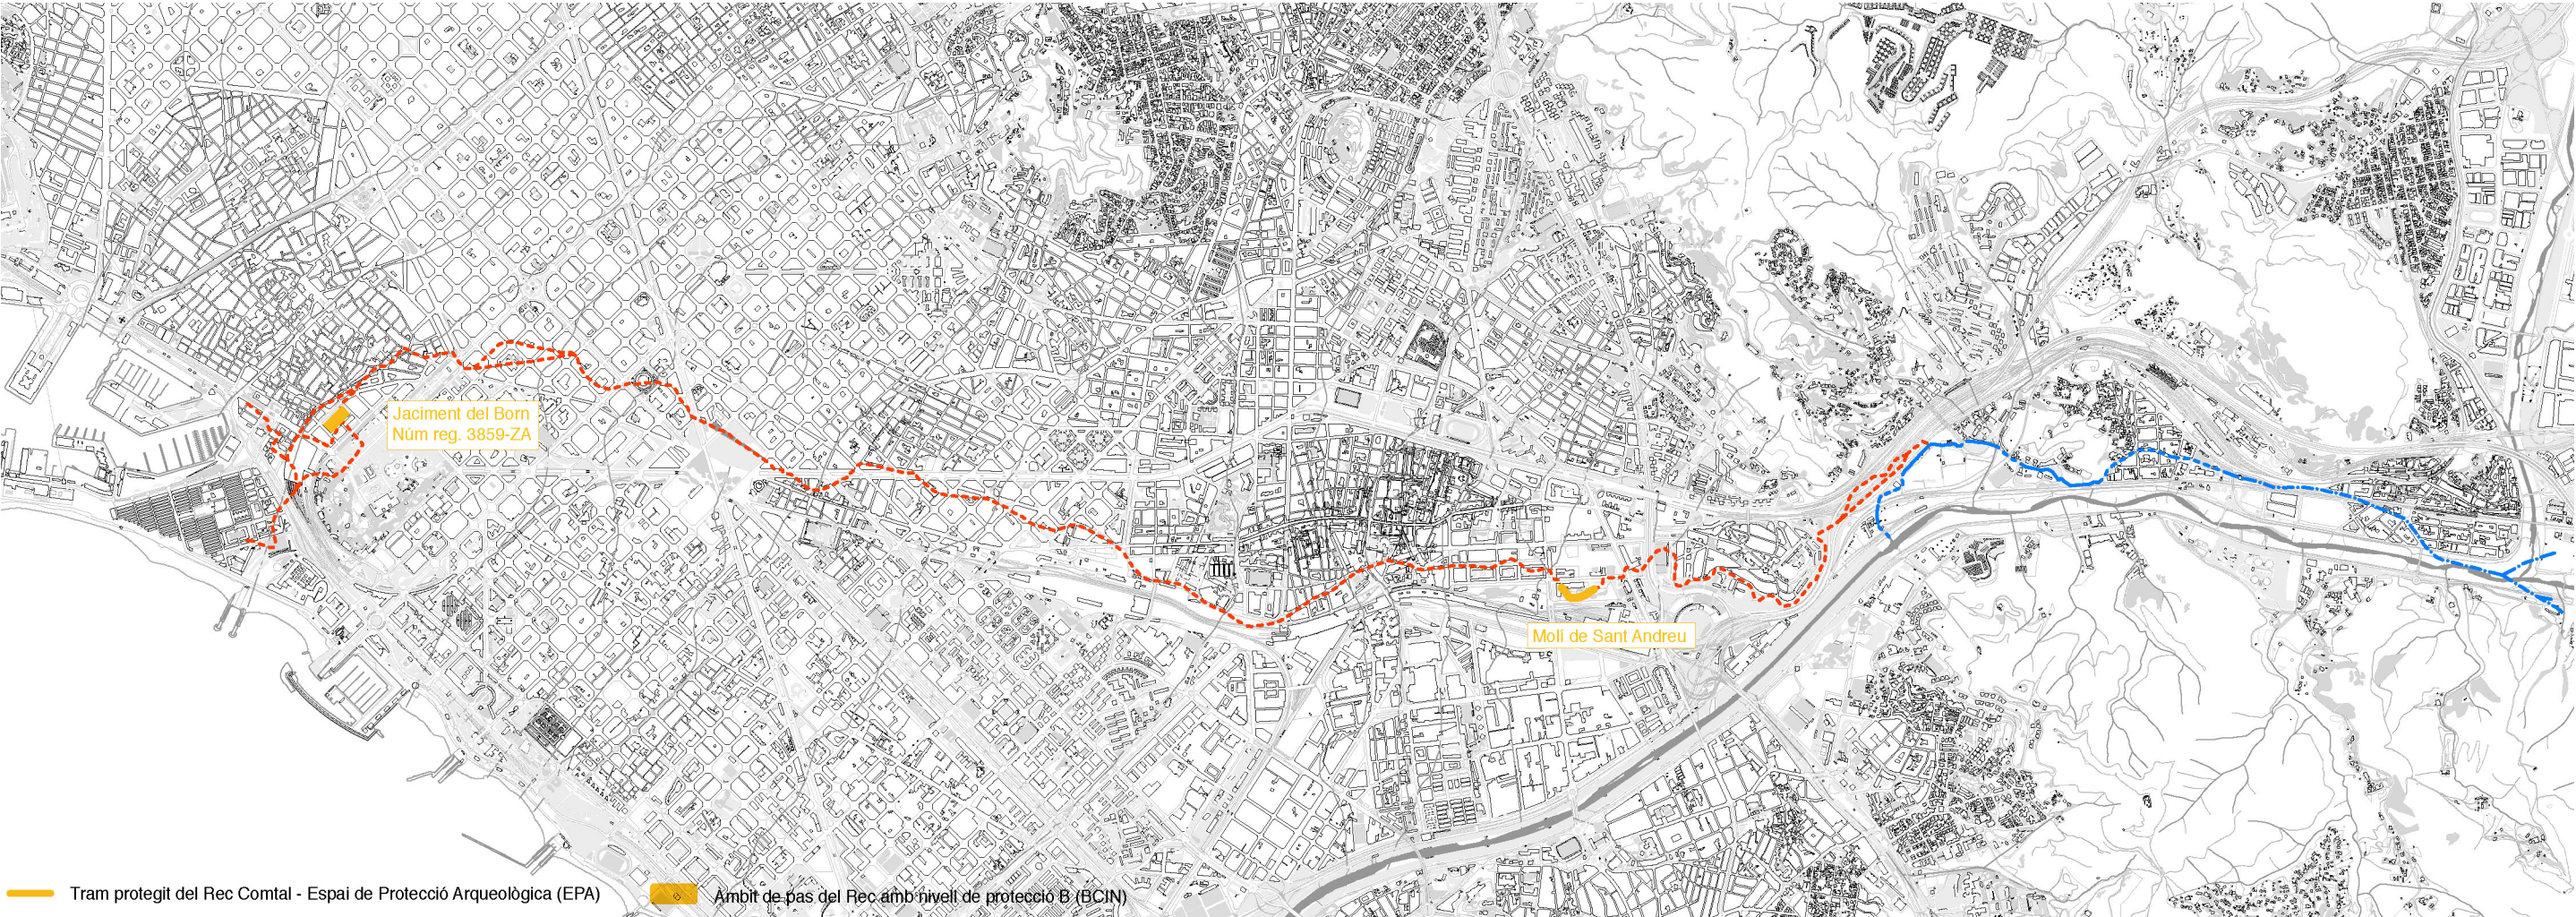 Jaciment del Born
Núm reg. 3859-ZA
Molí de Sant Andreu
Tram protegit del Rec Comtal - Espai de Protecció Arqueològica (EPA)
Àmbit de pas del Rec amb nivell de protecció B (BCIN)